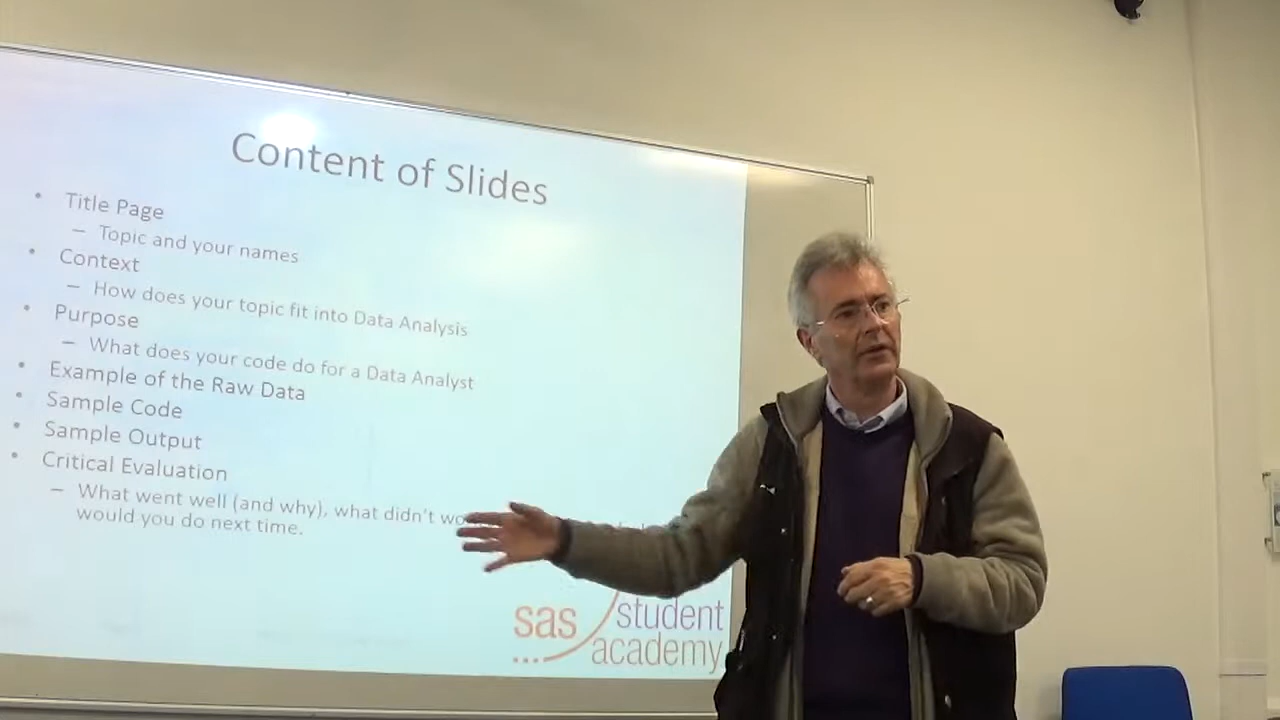 Content of Slides
• Title Page
– Topic and your names
• Context
– How does your topic fit into Data Analysis
• Purpose
– What does your code do for a Data Analyst
• Example of the Raw Data
• Sample Code
• Sample Output
• Critical Evaluation
– What went well (and why), what didn't
would you do next time.
sas student
academy